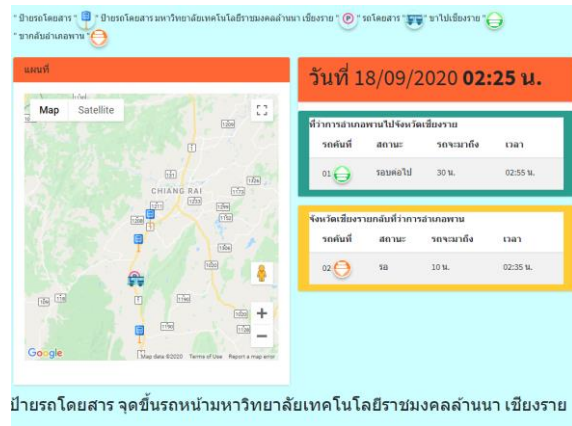 " ป้ายรถโดยสาร " " ป้ายรถโดยสาร มหาวิทยาลัยเทคโนโลยีราชมงคลล้านนา เชียงราย " P " รถโดยสาร " " ขาไปเชียงราย "
" ขากลับอำเภอพาน "
แผนที่
Map Satellite
CHIANG RAI
Google
Map data ©2020 Terms of Use Report a map error
วันที่ 18/09/2020 02:25 น.
ที่ว่าการอำเภอพานไปจังหวัดเชียงราย
รถคันที่ สถานะ รถจะมาถึง เวลา
01 รอบต่อไป 30 น. 02:55 น.
จังหวัดเชียงรายกลับที่ว่าการอำเภอพาน
รถคันที่ สถานะ รถจะมาถึง เวลา
02 รอ 10 น. 02:35 น.
ป้ายรถโดยสาร จุดขึ้นรถหน้ามหาวิทยาลัยเทคโนโลยีราชมงคลล้านนา เชียงราย